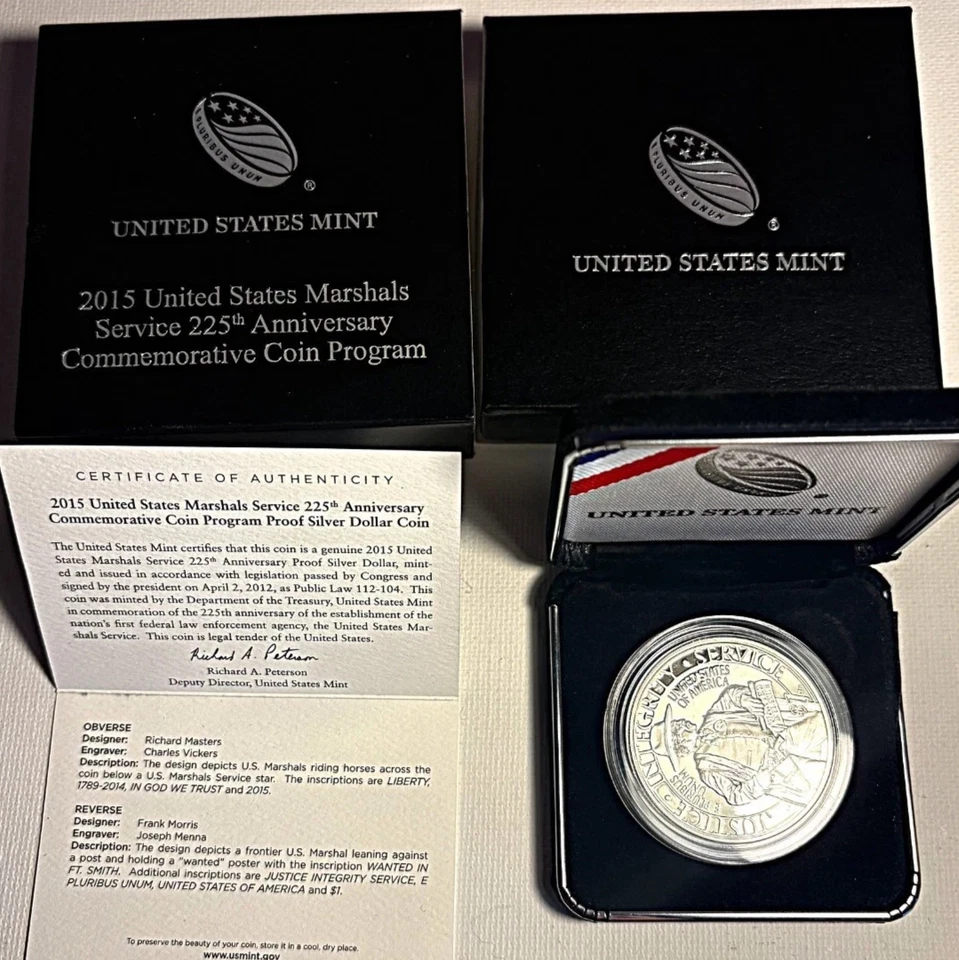 E PLURIBUS UNUM
®
UNITED STATES MINT
2015 United States Marshals
Service 225th Anniversary
Commemorative Coin Program
E PLURIBUS UNUM
®
UNITED STATES MINT
CERTIFICATE OF AUTHENTICITY
2015 United States Marshals Service 225th Anniversary
Commemorative Coin Program Proof Silver Dollar Coin
The United States Mint certifies that this coin is a genuine 2015 United
States Marshals Service 225th Anniversary Proof Silver Dollar, mint-
ed and issued in accordance with legislation passed by Congress and
signed by the president on April 2, 2012, as Public Law 112-104. This
coin was minted by the Department of the Treasury, United States Mint
in commemoration of the 225th anniversary of the establishment of the
nation's first federal law enforcement agency, the United States Mar-
shals Service. This coin is legal tender of the United States.
Richard A. Peterson
Richard A. Peterson
Deputy Director, United States Mint
OBVERSE
Designer: Richard Masters
Engraver: Charles Vickers
Description: The design depicts U.S. Marshals riding horses across the
coin below a U.S. Marshals Service star. The inscriptions are LIBERTY,
1789-2014, IN GOD WE TRUST and 2015.
REVERSE
Designer: Frank Morris
Engraver: Joseph Menna
Description: The design depicts a frontier U.S. Marshal leaning against
a post and holding a "wanted" poster with the inscription WANTED IN
FT. SMITH. Additional inscriptions are JUSTICE INTEGRITY SERVICE, E
PLURIBUS UNUM, UNITED STATES OF AMERICA and $1.
To preserve the beauty of your coin, store it in a cool, dry place.
www.usmint.gov
UNITED STATES MINT
JUSTICE • INTEGRITY • SERVICE
UNITED STATES
OF AMERICA
E PLURIBUS
UNUM